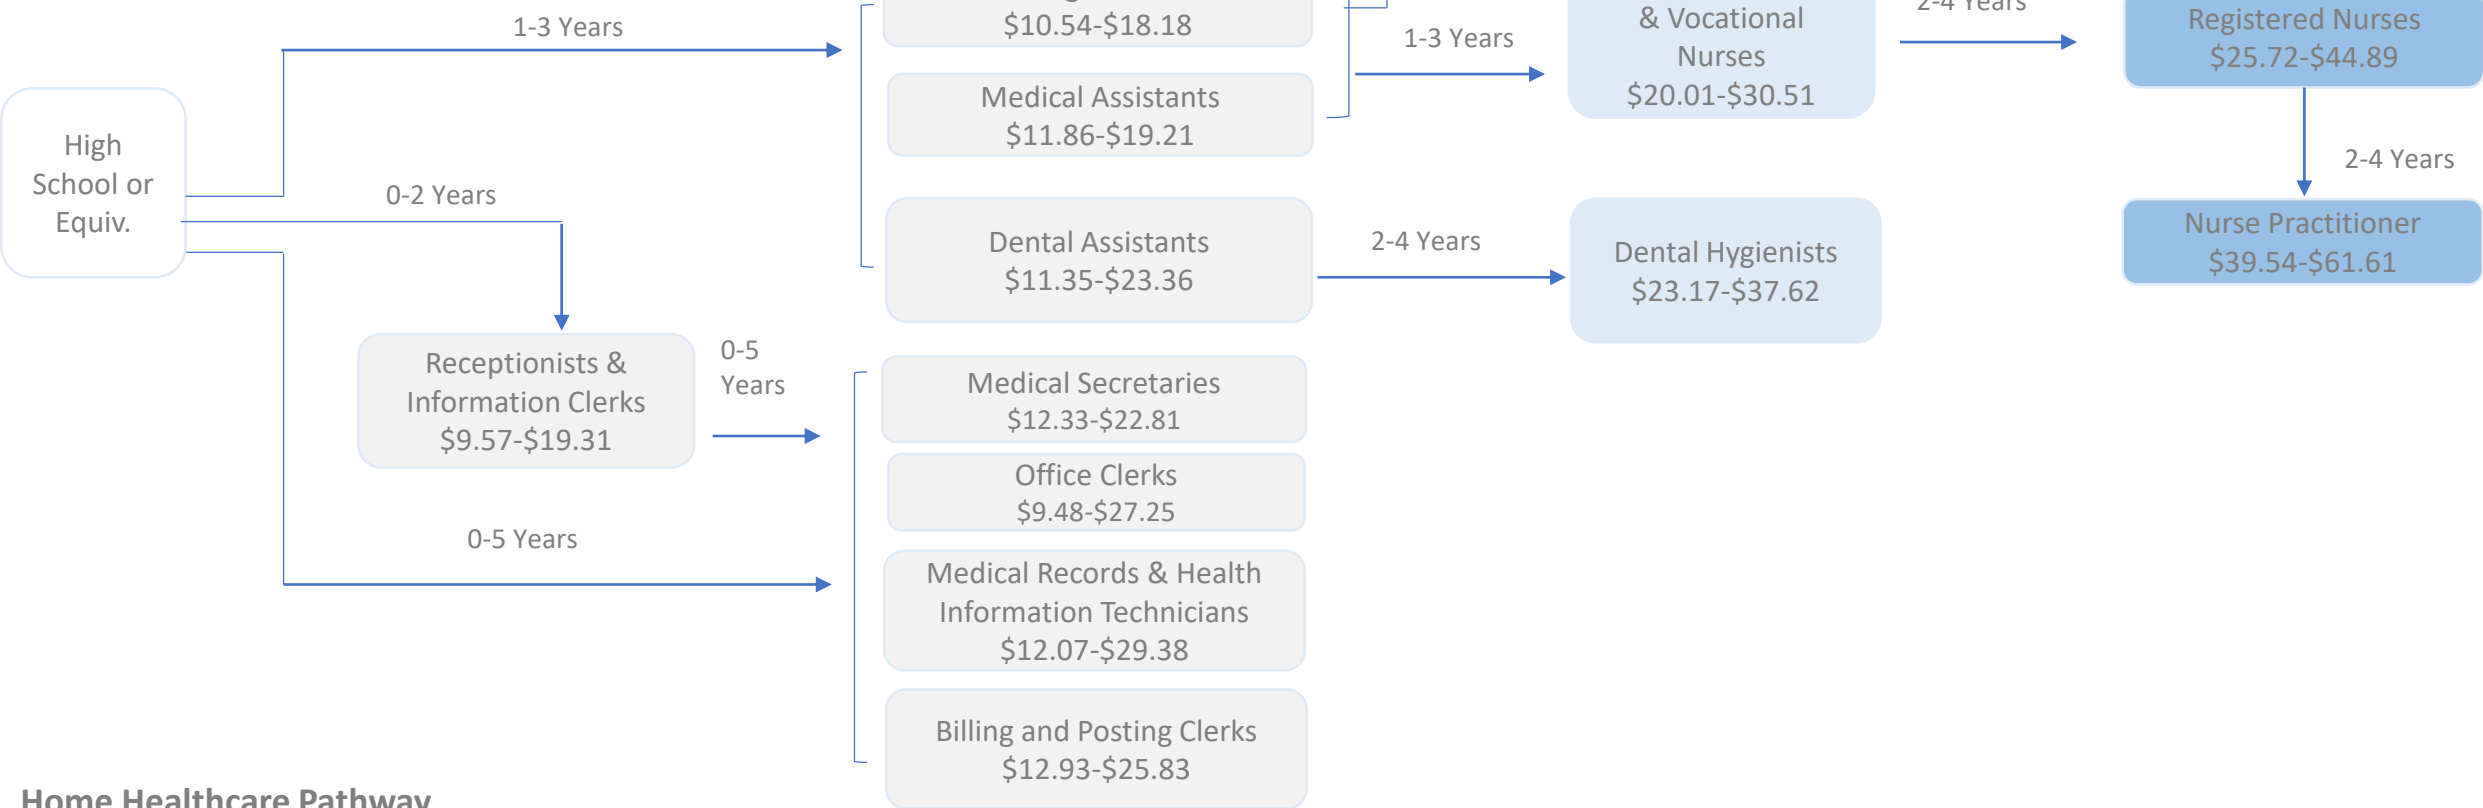 1-3 Years
$10.54-$18.18
Medical Assistants
$11.86-$19.21
1-3 Years
& Vocational
Nurses
$20.01-$30.51
2-4 Years
Registered Nurses
$25.72-$44.89
2-4 Years
Nurse Practitioner
$39.54-$61.61
High
School or
Equiv.
0-2 Years
Dental Assistants
$11.35-$23.36
2-4 Years
Dental Hygienists
$23.17-$37.62
Receptionists &
Information Clerks
$9.57-$19.31
0-5
Years
Medical Secretaries
$12.33-$22.81
Office Clerks
$9.48-$27.25
0-5 Years
Medical Records & Health
Information Technicians
$12.07-$29.38
Billing and Posting Clerks
$12.93-$25.83
Home Healthcare Pathway